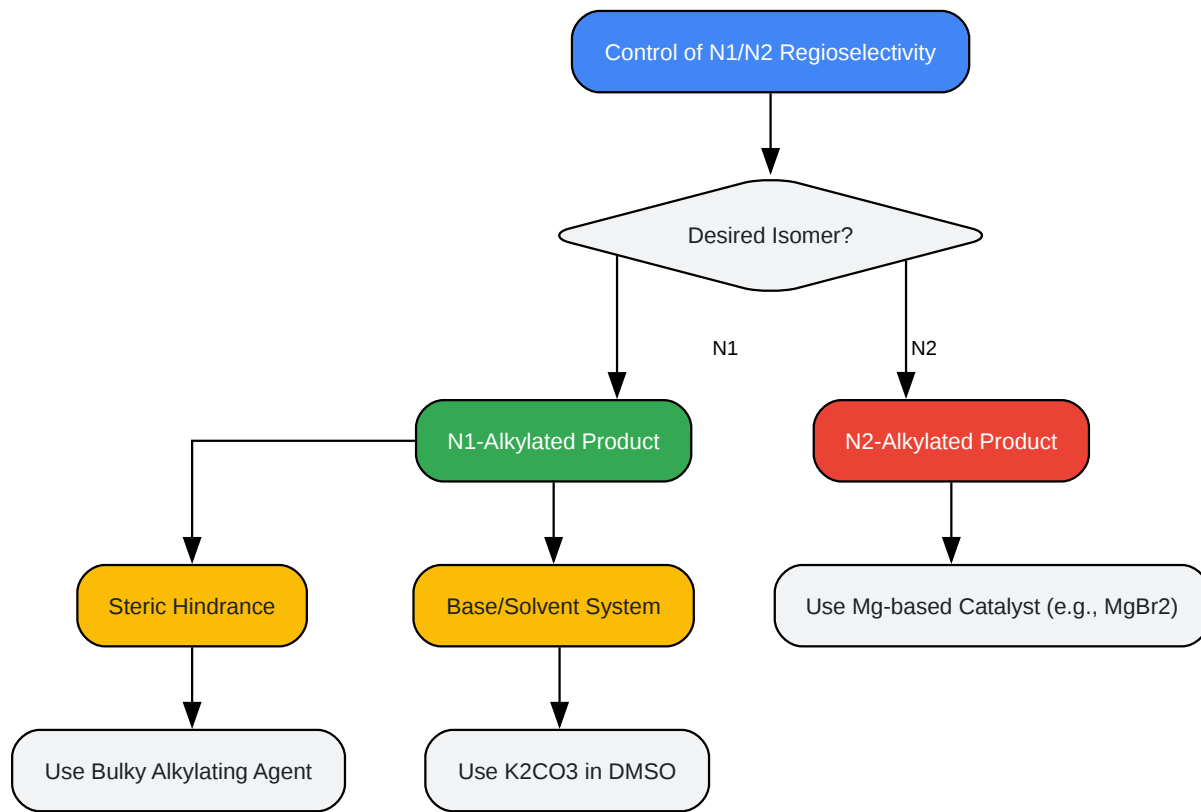 Control of N1/N2 Regioselectivity
Desired Isomer?
N1
N2
N1-Alkylated Product
N2-Alkylated Product
Steric Hindrance
Base/Solvent System
Use Mg-based Catalyst (e.g., MgBr2)
Use Bulky Alkylating Agent
Use K2CO3 in DMSO